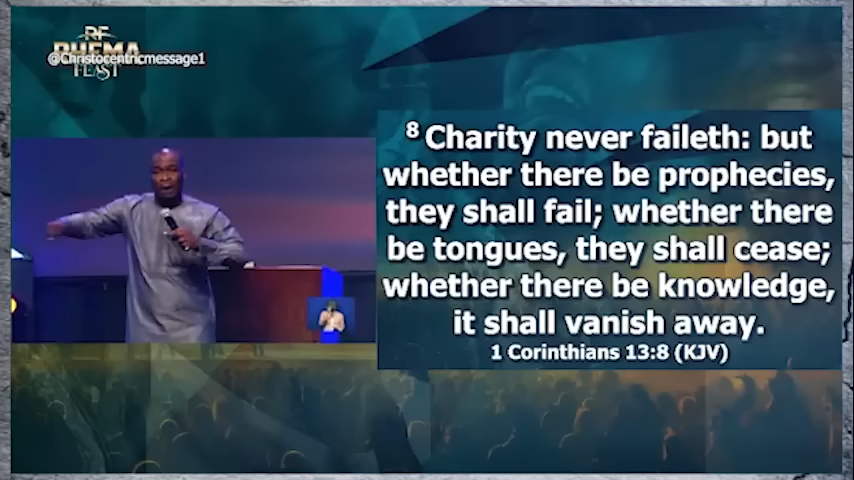 RF
RHEMA
@Christocentricmessage1
FEAST
8 Charity never faileth: but
whether there be prophecies,
they shall fail; whether there
be tongues, they shall cease;
whether there be knowledge,
it shall vanish away.
1 Corinthians 13:8 (KJV)